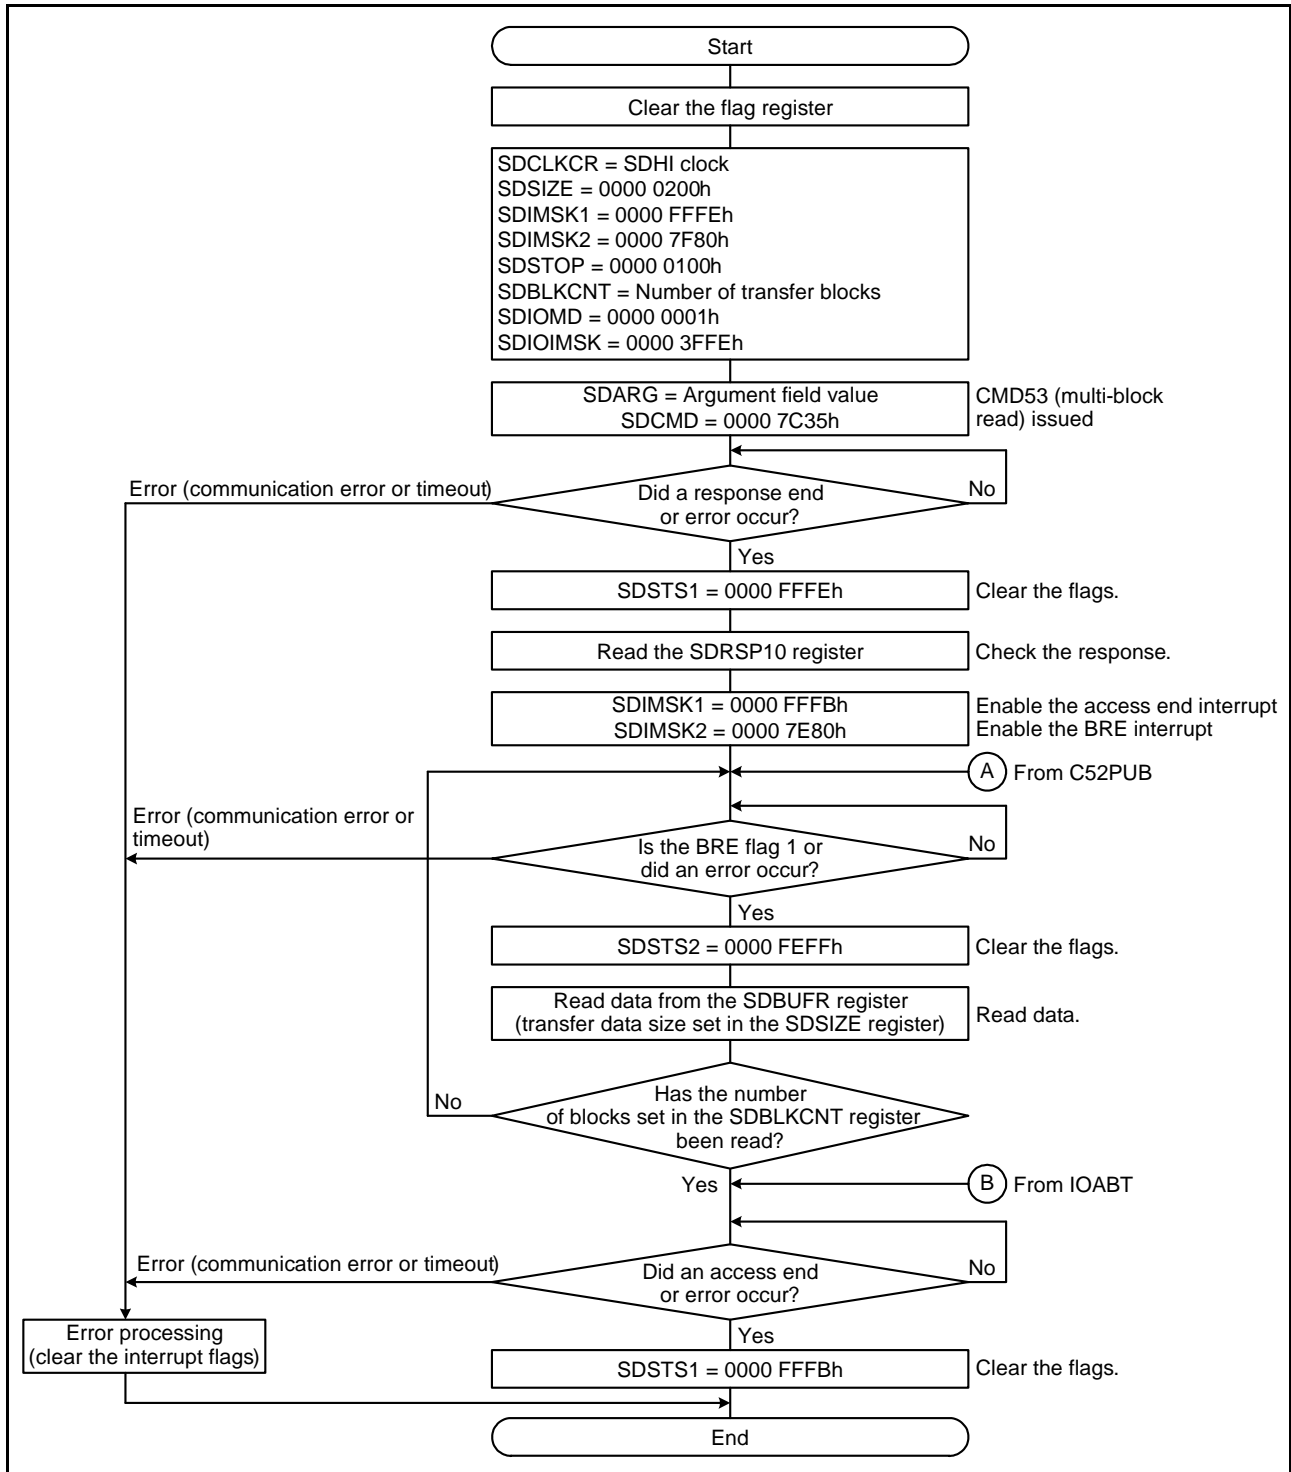 Start
Clear the flag register
SDCLKCR = SDHI clock
SDSIZE = 0000 0200h
SDIMSK1 = 0000 FFFEh
SDIMSK2 = 0000 7F80h
SDSTOP = 0000 0100h
SDBLKCNT = Number of transfer blocks
SDIOMD = 0000 0001h
SDIOIMSK = 0000 3FFEh
SDARG = Argument field value
SDCMD = 0000 7C35h
CMD53 (multi-block
read) issued
Error (communication error or timeout)
Did a response end
or error occur?
No
Yes
SDSTS1 = 0000 FFFEh
Clear the flags.
Read the SDRSP10 register
Check the response.
SDIMSK1 = 0000 FFFBh
SDIMSK2 = 0000 7E80h
Enable the access end interrupt
Enable the BRE interrupt
A
From C52PUB
Error (communication error or
timeout)
Is the BRE flag 1 or
did an error occur?
No
Yes
SDSTS2 = 0000 FEFFh
Clear the flags.
Read data from the SDBUFR register
(transfer data size set in the SDSIZE register)
Read data.
Has the number
of blocks set in the SDBLKCNT register
been read?
No
Yes
B
From IOABT
Error (communication error or timeout)
Did an access end
or error occur?
No
Yes
Error processing
(clear the interrupt flags)
SDSTS1 = 0000 FFFBh
Clear the flags.
End